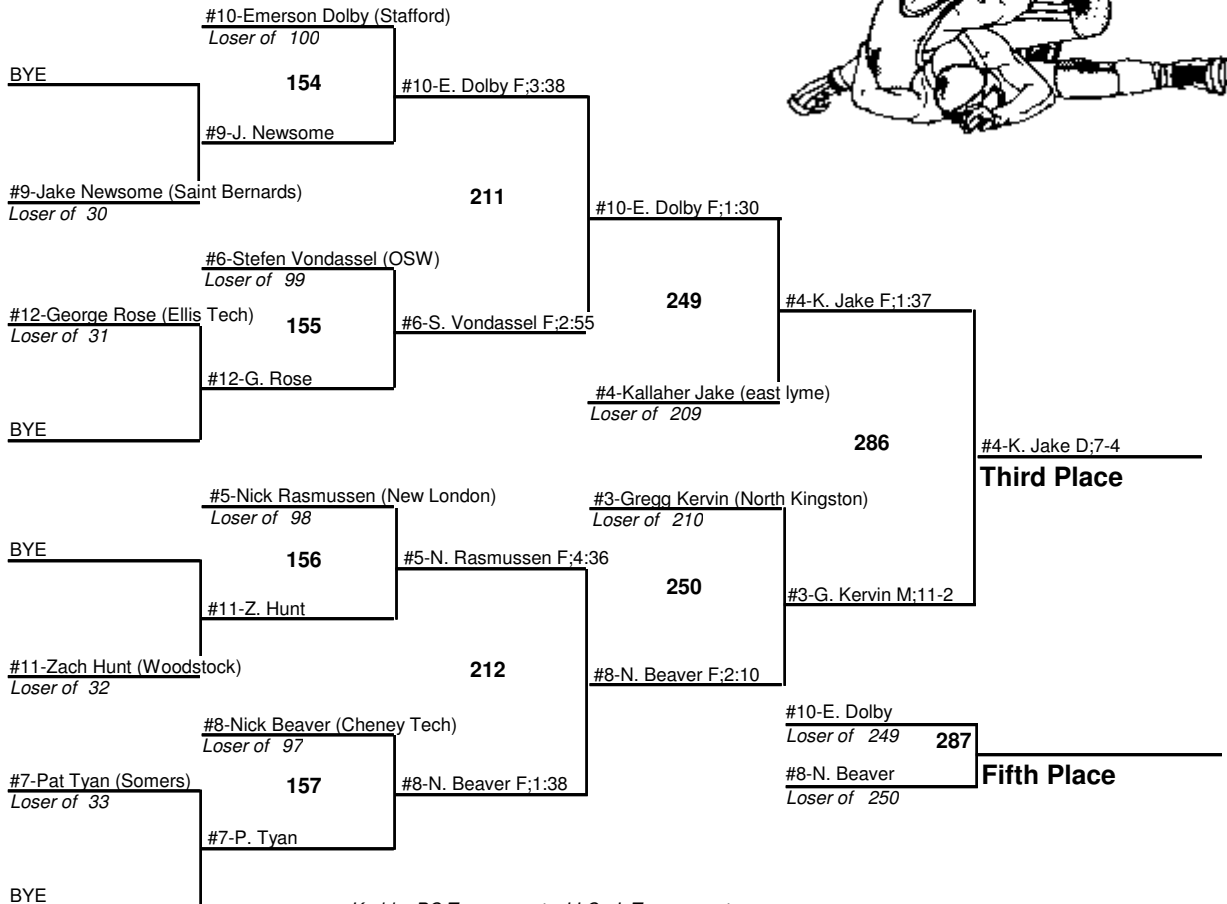 #10-Emerson Dolby (Stafford)
Loser of 100
BYE
154
#10-E. Dolby F;3:38
#9-J. Newsome
#9-Jake Newsome (Saint Bernards)
Loser of 30
211
#10-E. Dolby F;1:30
#6-Stefen Vondassel (OSW)
Loser of 99
#12-George Rose (Ellis Tech)
Loser of 31
155
#6-S. Vondassel F;2:55
249
#4-K. Jake F;1:37
#12-G. Rose
#4-Kallaher Jake (east lyme)
Loser of 209
BYE
286
#4-K. Jake D;7-4
Third Place
#5-Nick Rasmussen (New London)
Loser of 98
#3-Gregg Kervin (North Kingston)
Loser of 210
BYE
156
#5-N. Rasmussen F;4:36
250
#11-Z. Hunt
#3-G. Kervin M;11-2
#11-Zach Hunt (Woodstock)
Loser of 32
212
#8-N. Beaver F;2:10
#8-Nick Beaver (Cheney Tech)
Loser of 97
#10-E. Dolby
Loser of 249
287
#7-Pat Tyan (Somers)
Loser of 33
157
#8-N. Beaver F;1:38
#8-N. Beaver
Loser of 250
Fifth Place
#7-P. Tyan
BYE